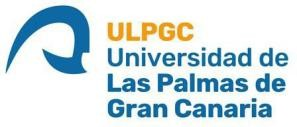 ULPGC
Universidad de
Las Palmas de
Gran Canaria